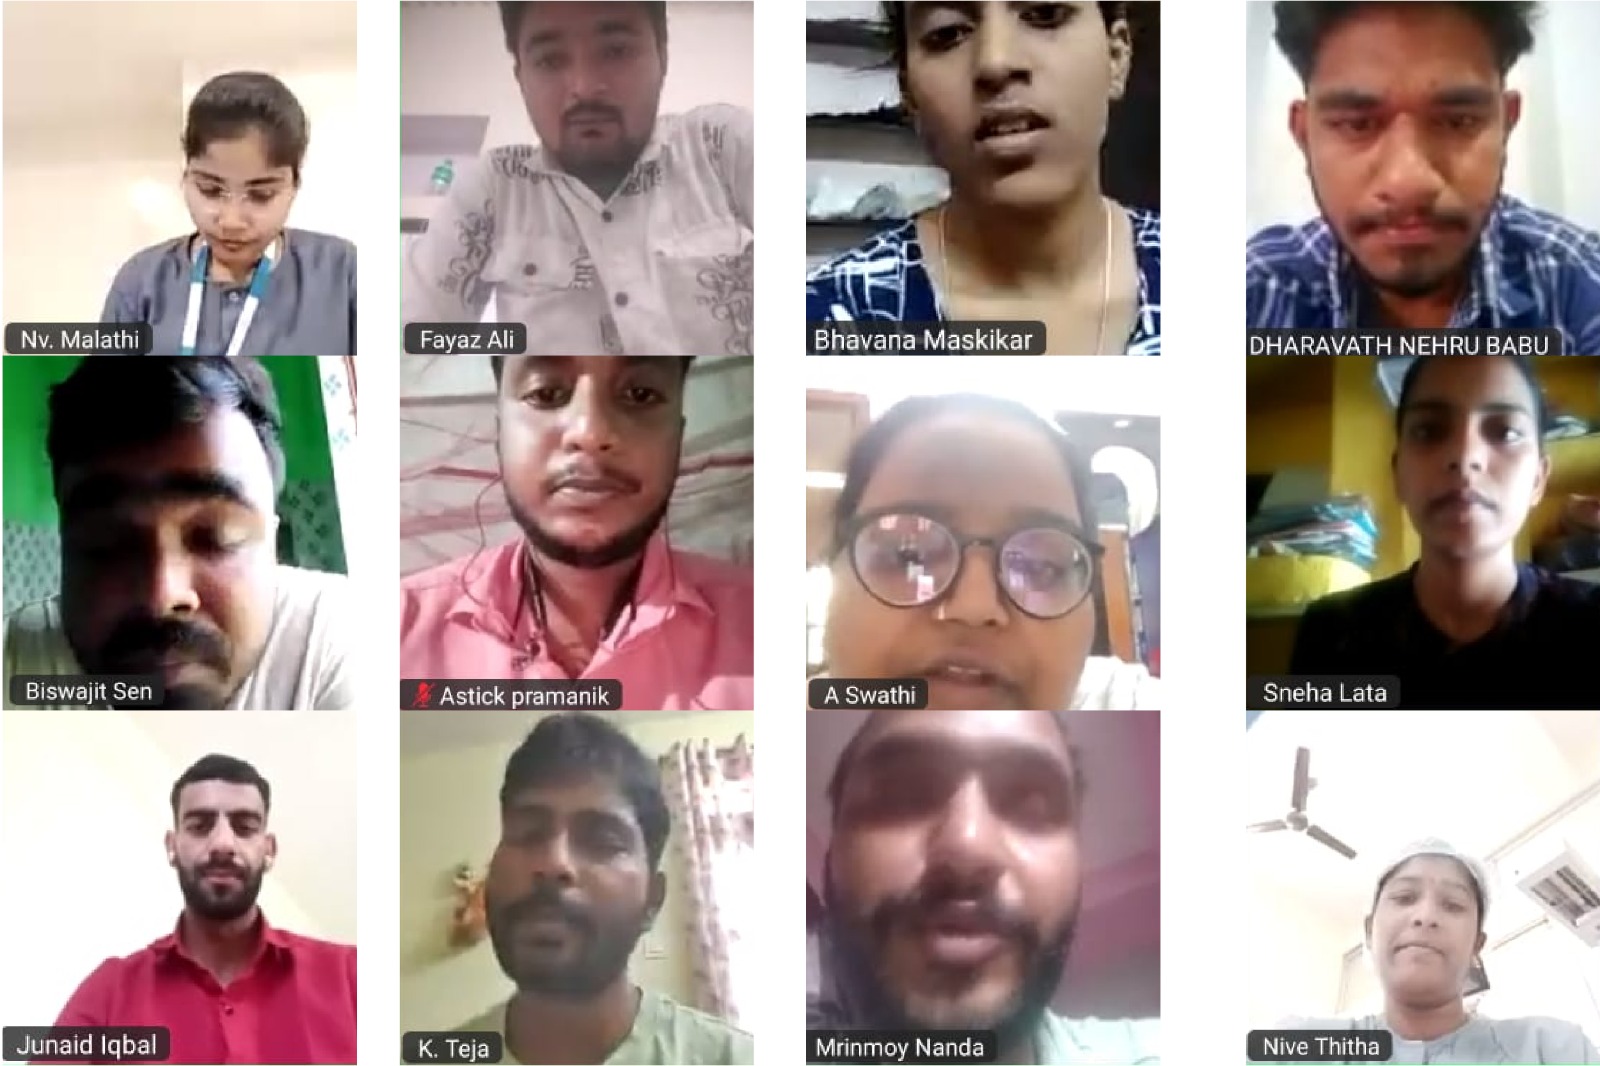 Nv. Malathi
Fayaz Ali
Bhavana Maskikar
DHARAVATH NEHRU BABU
Biswajit Sen
Astick pramanik
A Swathi
Sneha Lata
Junaid Iqbal
K. Teja
Mrinmoy Nanda
Nive Thitha